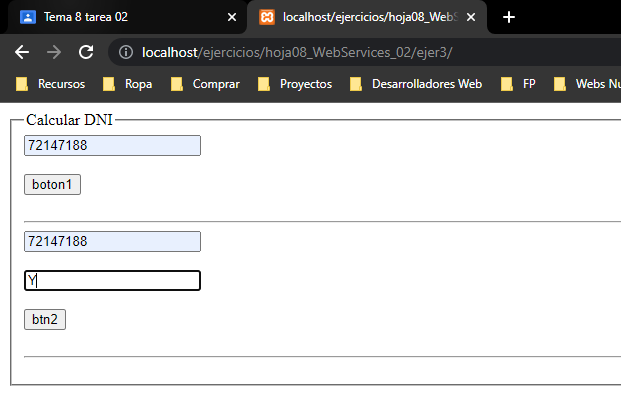 Tema 8 tarea 02
localhost/ejercicios/hoja08_WebS
localhost/ejercicios/hoja08_WebServices_02/ejer3/
Recursos Ropa Comprar Proyectos Desarrolladores Web FP Webs Nu
Calcular DNI
72147188
boton1
72147188
Y
btn2